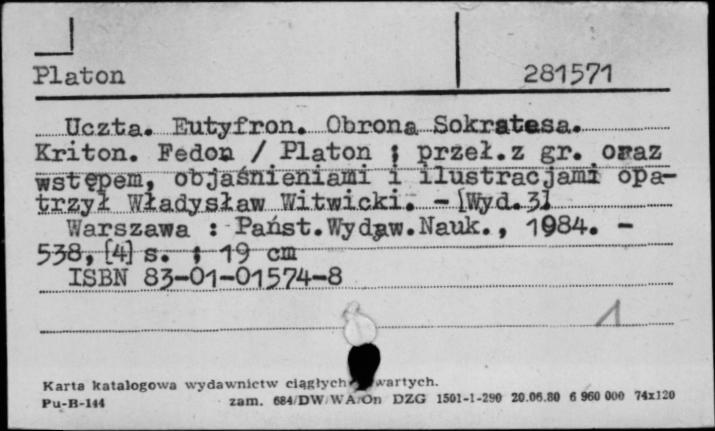 Platon 281571
Uczta. Eutyfron. Obrona Sokratesa.
Kriton. Fedon / Platon ; przeł.z gr. oraz
wstępem, objaśnieniami i ilustracjami opa-
trzył Władysław Witwicki. - [Wyd.3]
Warszawa : Państ.Wydaw.Nauk., 1984. -
538, [4] s. ; 19 cm
ISBN 83-01-01574-8
1
Karta katalogowa wydawnictw ciągłych
Pu-B-144 zam. 684/DW/WA/On DZG 1501-1-290 20.06.80 6 960 000 74x120